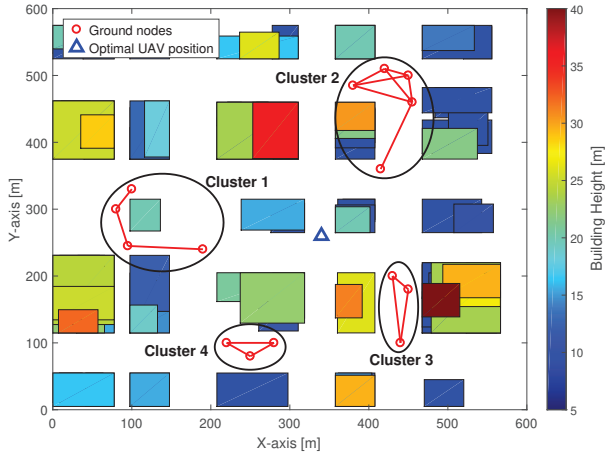 Ground nodes
Optimal UAV position
Cluster 2
Cluster 1
Cluster 4
Cluster 3
600
500
400
300
200
100
0
Y-axis [m]
0
100
200
300
400
500
600
X-axis [m]
40
35
30
25
20
15
10
5
Building Height [m]